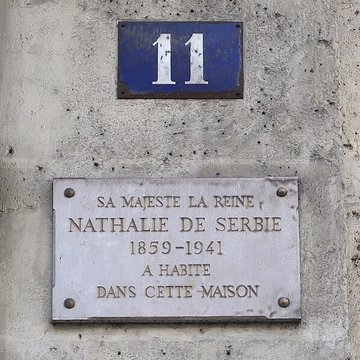 11
SA MAJESTE LA REINE
NATHALIE DE SERBIE
1859-1941
A HABITE
DANS CETTE MAISON